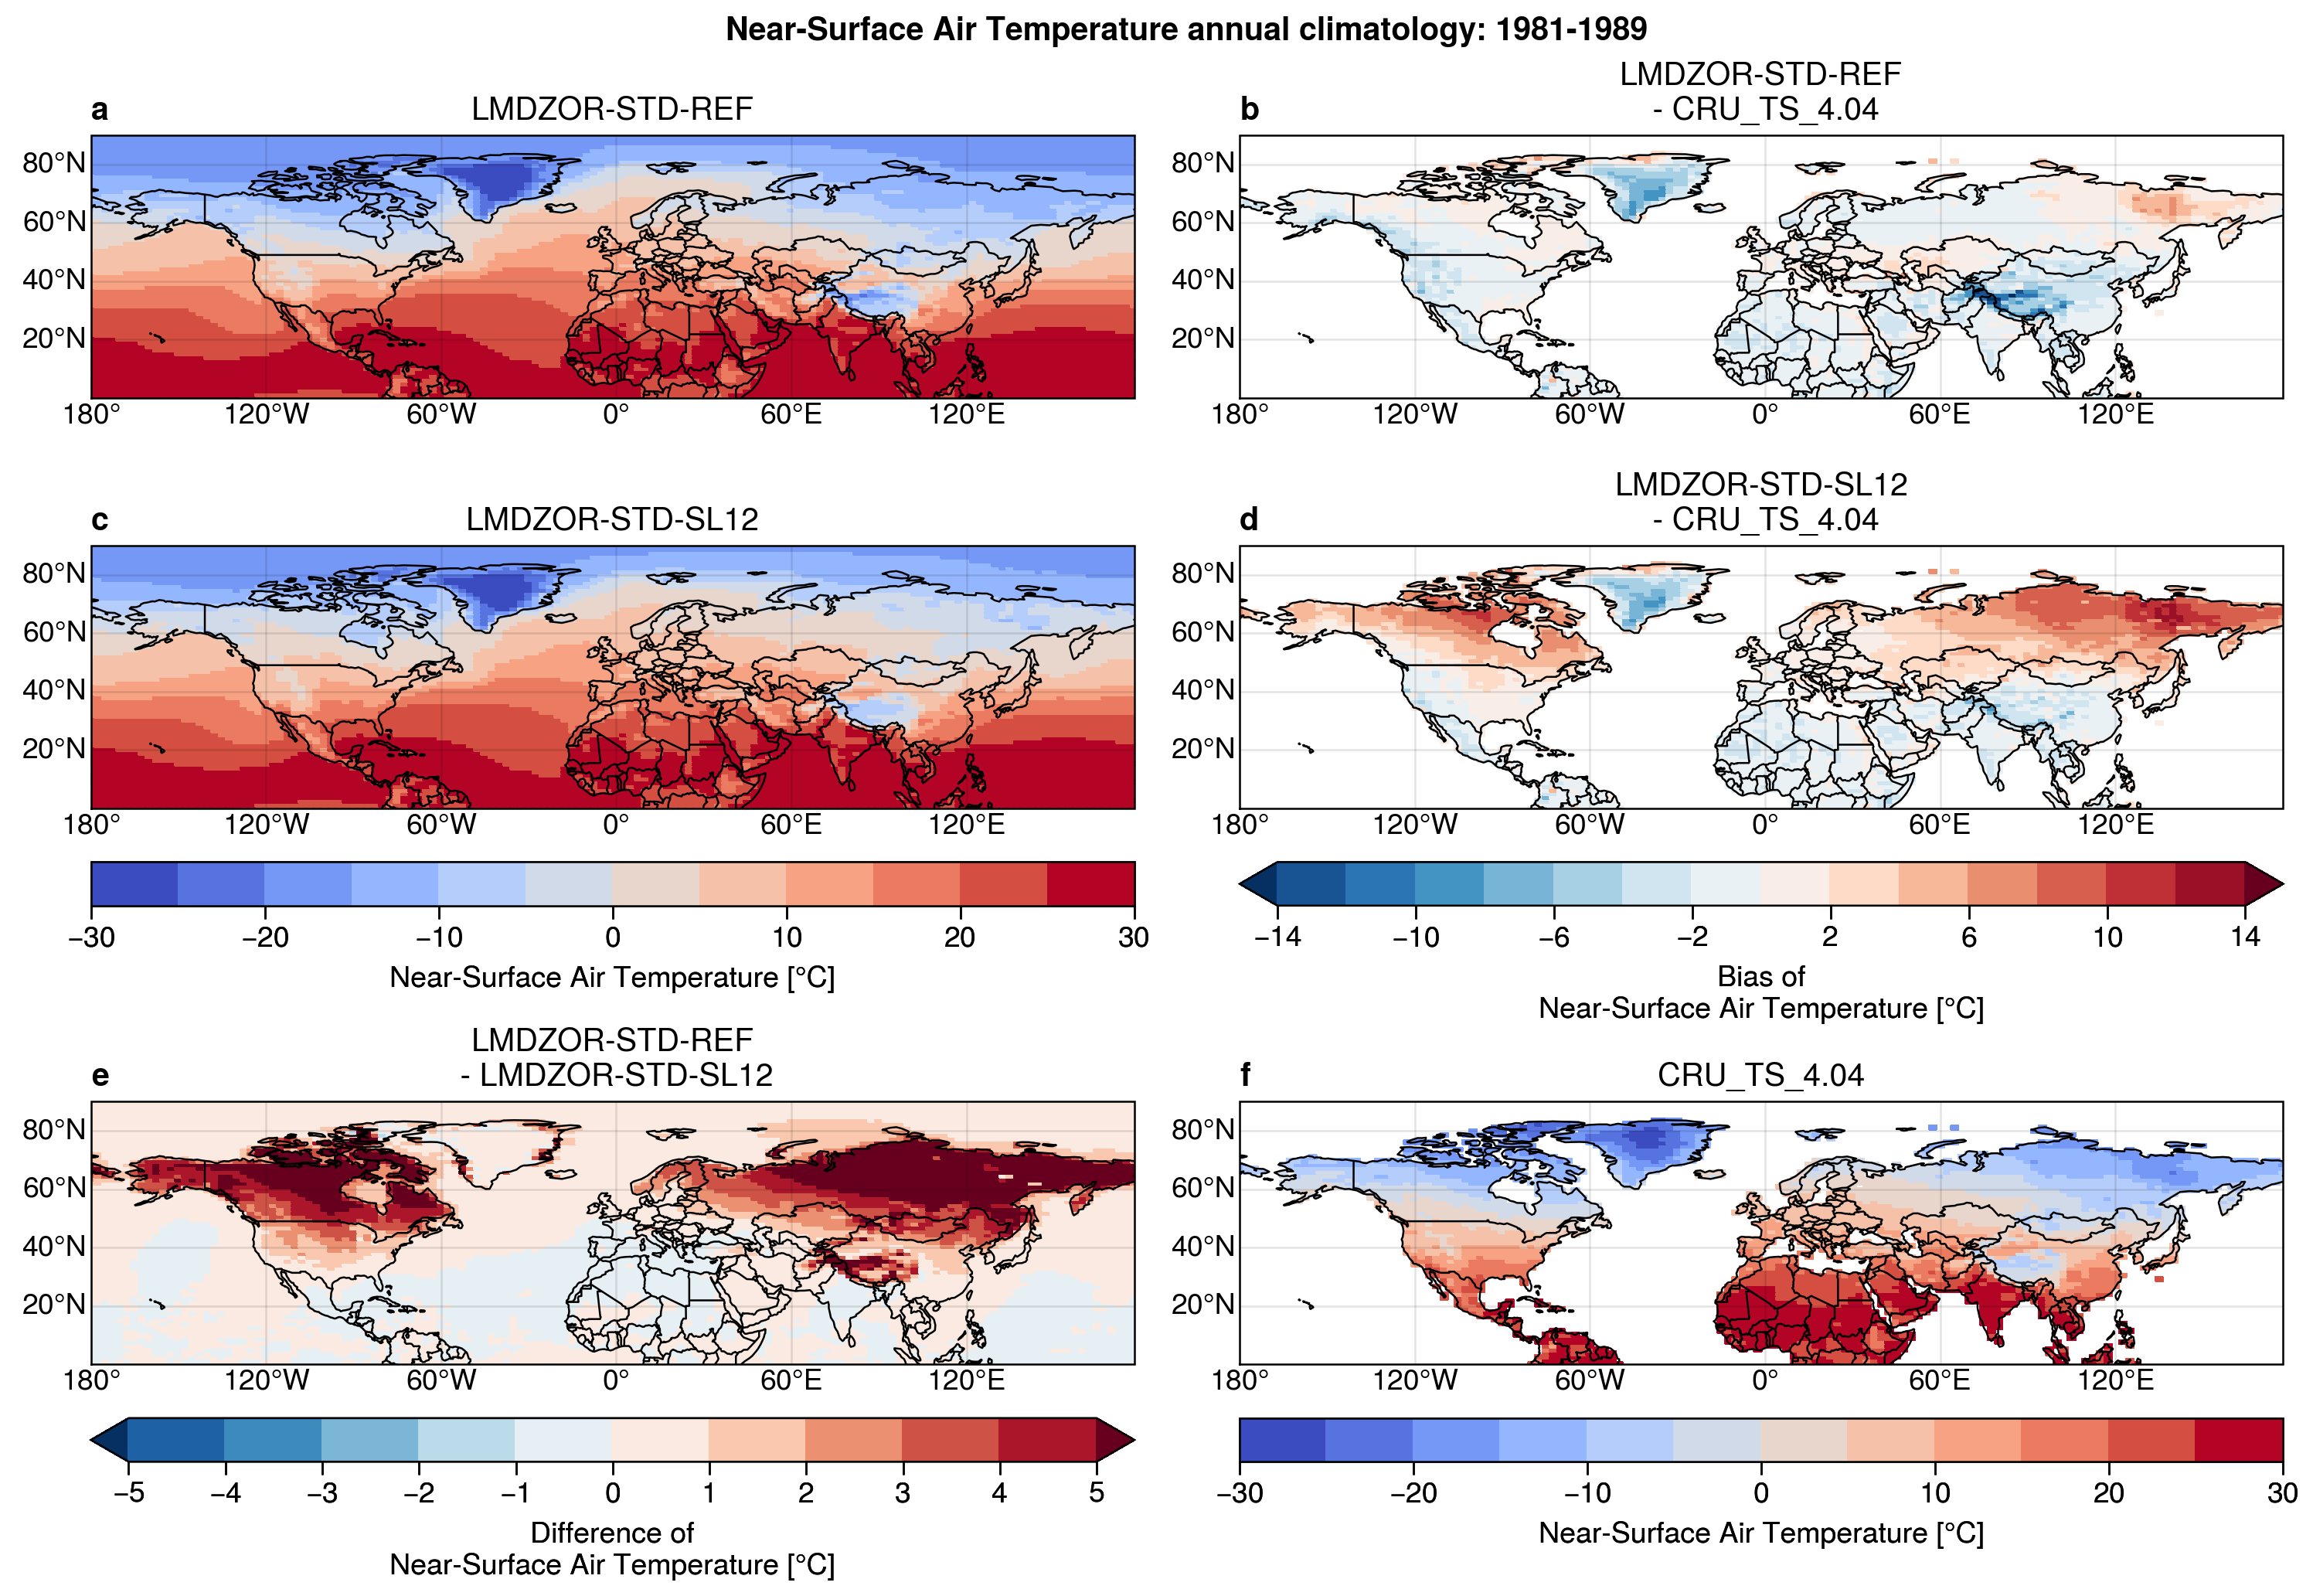 Near-Surface Air Temperature annual climatology: 1981-1989
a
LMDZOR-STD-REF
80°N
60°N
40°N
20°N
180°
120°W
60°W
0°
60°E
120°E
b
LMDZOR-STD-REF
- CRU_TS_4.04
80°N
60°N
40°N
20°N
180°
120°W
60°W
0°
60°E
120°E
c
LMDZOR-STD-SL12
80°N
60°N
40°N
20°N
180°
120°W
60°W
0°
60°E
120°E
−30
−20
−10
0
10
20
30
Near-Surface Air Temperature [°C]
d
LMDZOR-STD-SL12
- CRU_TS_4.04
80°N
60°N
40°N
20°N
180°
120°W
60°W
0°
60°E
120°E
−14
−10
−6
−2
2
6
10
14
Bias of
Near-Surface Air Temperature [°C]
e
LMDZOR-STD-REF
- LMDZOR-STD-SL12
80°N
60°N
40°N
20°N
180°
120°W
60°W
0°
60°E
120°E
−5
−4
−3
−2
−1
0
1
2
3
4
5
Difference of
Near-Surface Air Temperature [°C]
f
CRU_TS_4.04
80°N
60°N
40°N
20°N
180°
120°W
60°W
0°
60°E
120°E
−30
−20
−10
0
10
20
30
Near-Surface Air Temperature [°C]